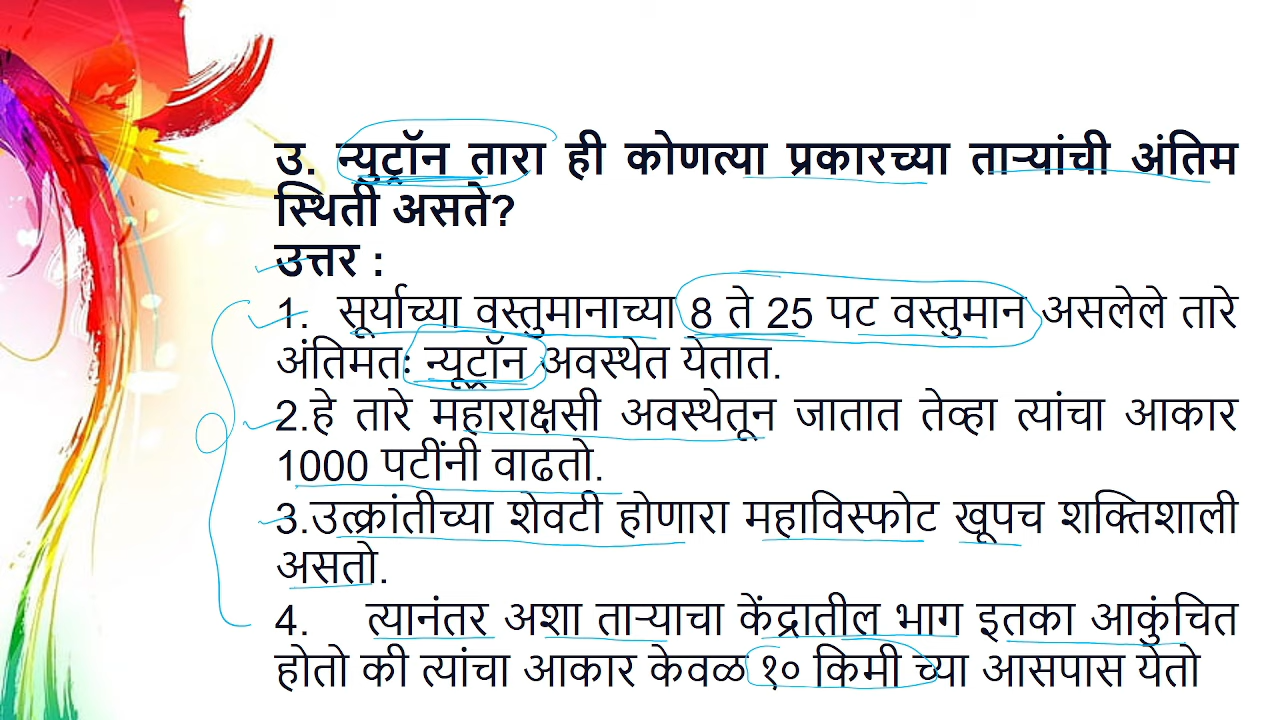 उ. न्युट्रॉन तारा ही कोणत्या प्रकारच्या ताऱ्यांची अंतिम
स्थिती असते?
उत्तर :
1. सूर्याच्या वस्तुमानाच्या 8 ते 25 पट वस्तुमान असलेले तारे
अंतिमतः न्यूट्रॉन अवस्थेत येतात.
2.हे तारे महाराक्षसी अवस्थेतून जातात तेव्हा त्यांचा आकार
1000 पटींनी वाढतो.
3.उत्क्रांतीच्या शेवटी होणारा महाविस्फोट खूपच शक्तिशाली
असतो.
4. त्यानंतर अशा ताऱ्याचा केंद्रातील भाग इतका आकुंचित
होतो की त्यांचा आकार केवळ १० किमी च्या आसपास येतो